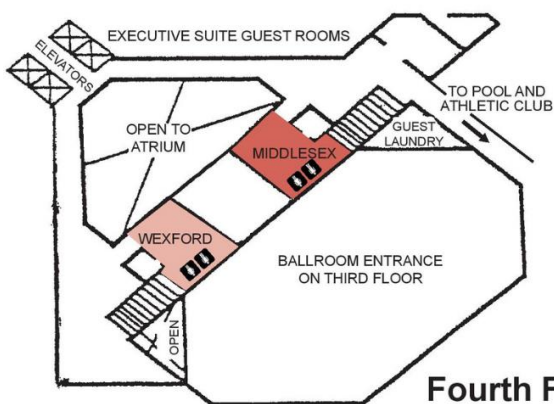 EXECUTIVE SUITE GUEST ROOMS
ELEVATORS
TO POOL AND
ATHLETIC CLUB
OPEN TO
ATRIUM
GUEST
LAUNDRY
MIDDLESEX
WEXFORD
BALLROOM ENTRANCE
ON THIRD FLOOR
OPEN
Fourth F